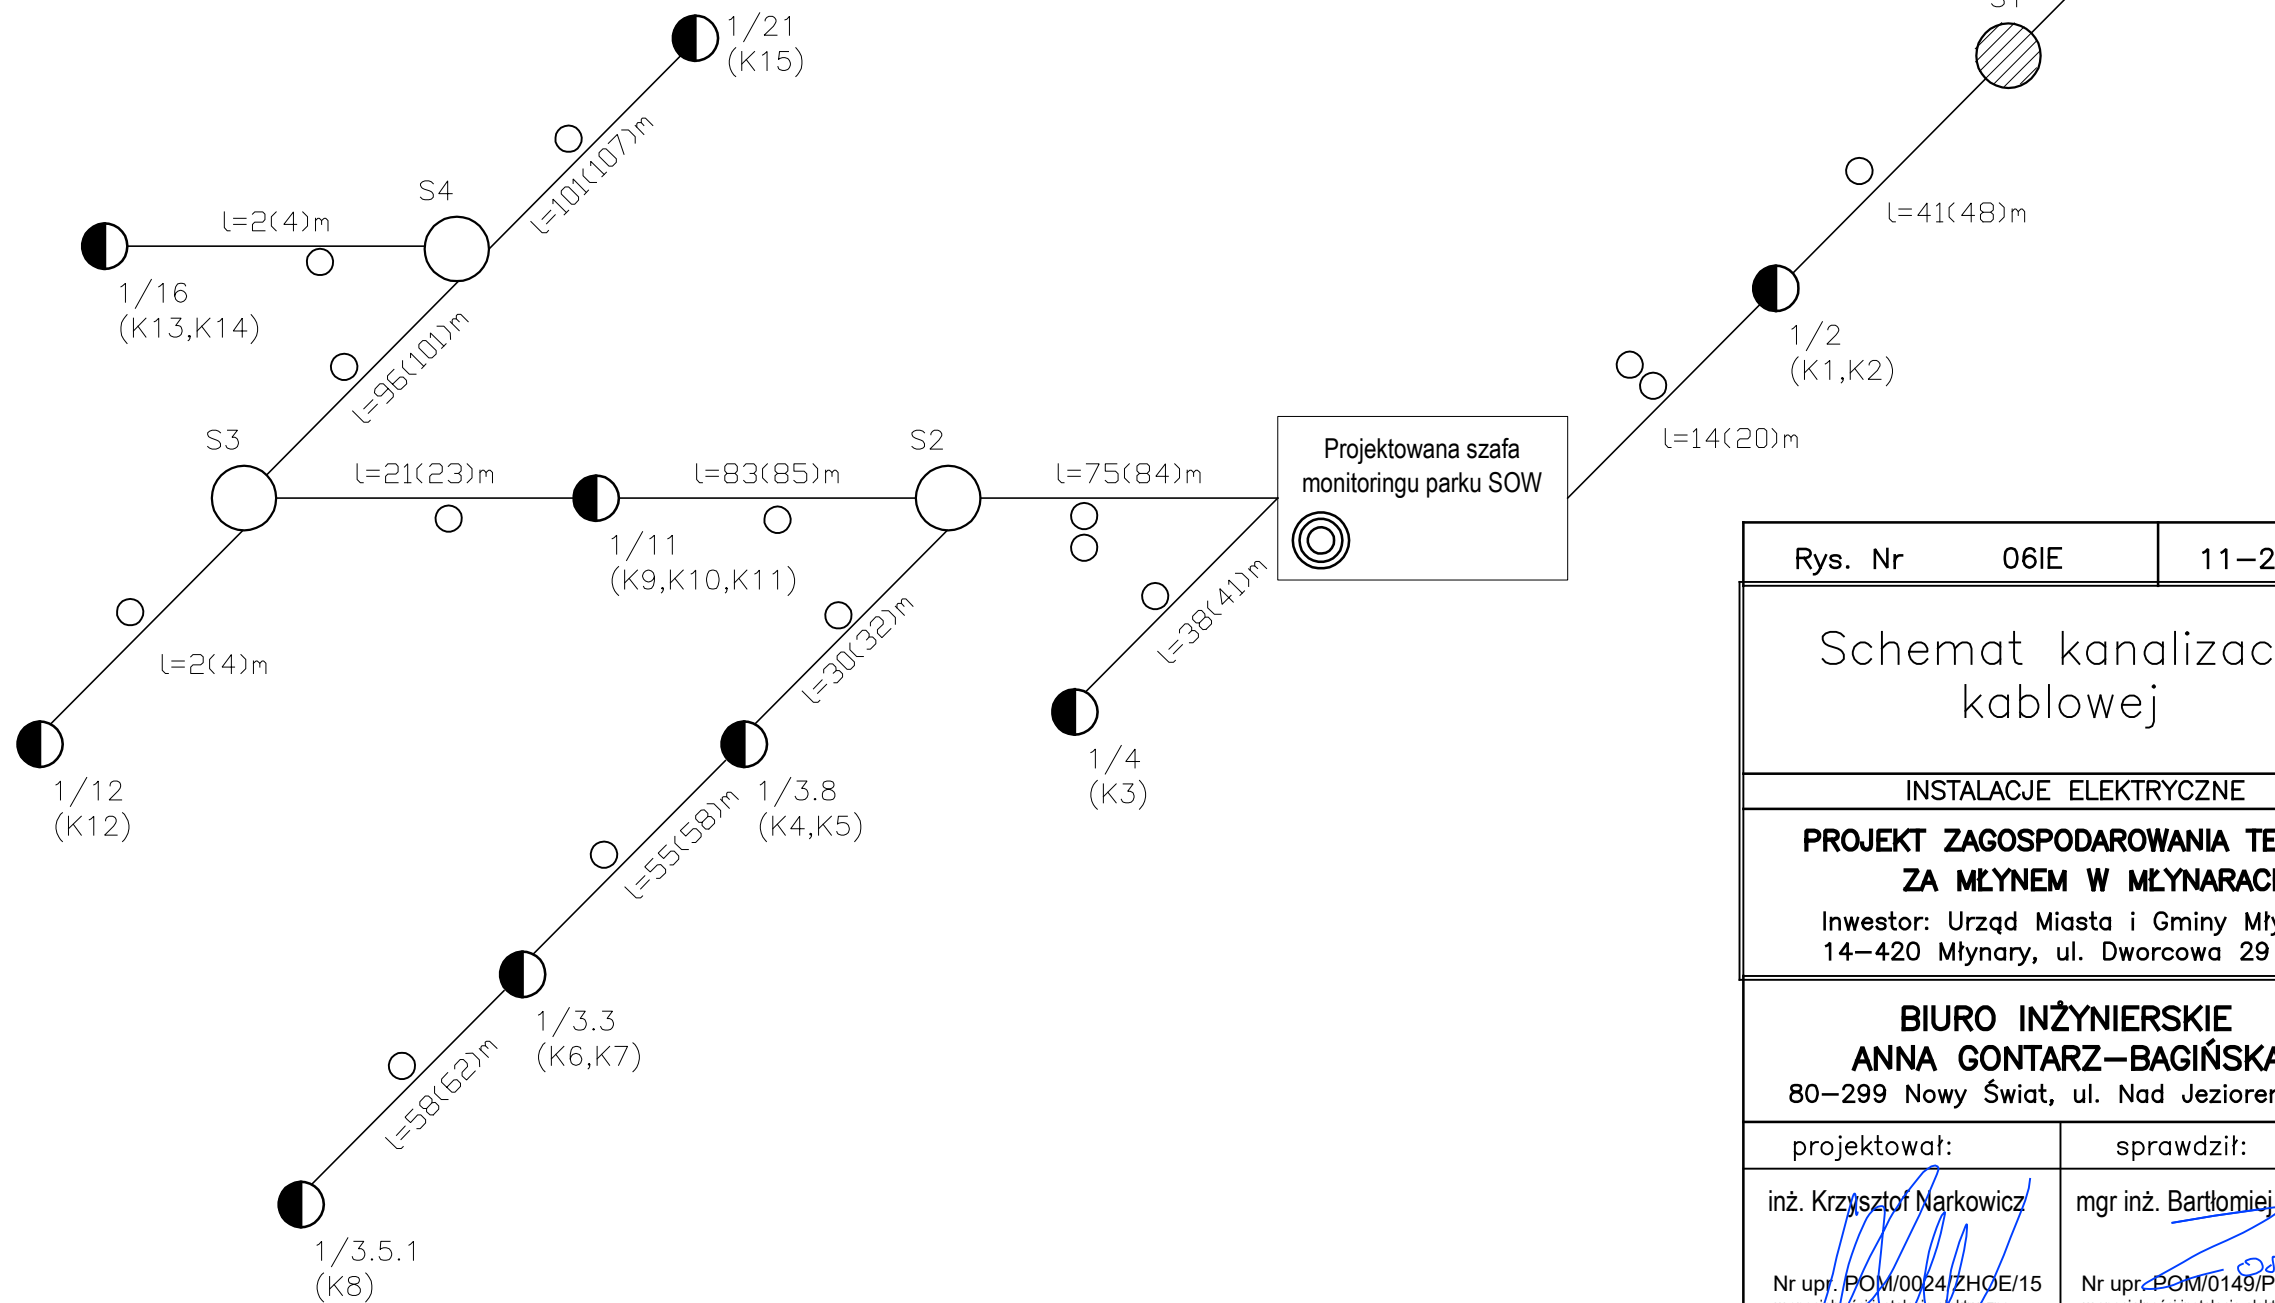 1/21
(K15)
S4
l=101(107)m
l=2(4)m
1/16
(K13,K14)
l=96(101)m
l=41(48)m
1/2
(K1,K2)
l=14(20)m
S3
l=21(23)m
1/11
(K9,K10,K11)
l=83(85)m
S2
l=75(84)m
Projektowana szafa
monitoringu parku SOW
l=38(41)m
1/4
(K3)
l=2(4)m
1/12
(K12)
l=30(32)m
1/3.8
(K4,K5)
l=55(58)m
1/3.3
(K6,K7)
l=58(62)m
1/3.5.1
(K8)
Rys. Nr 06IE 11-2
Schemat kanalizac
kablowej
INSTALACJE ELEKTRYCZNE
PROJEKT ZAGOSPODAROWANIA TE
ZA MŁYNEM W MŁYNARAC
Inwestor: Urząd Miasta i Gminy Mły
14-420 Młynary, ul. Dworcowa 29
BIURO INŻYNIERSKIE
ANNA GONTARZ-BAGIŃSKA
80-299 Nowy Świat, ul. Nad Jeziore
projektował: sprawdził:
inż. Krzysztof Narkowicz mgr inż. Bartłomiej
Nr upr. POM/0024/ZHOE/15 Nr upr. POM/0149/P